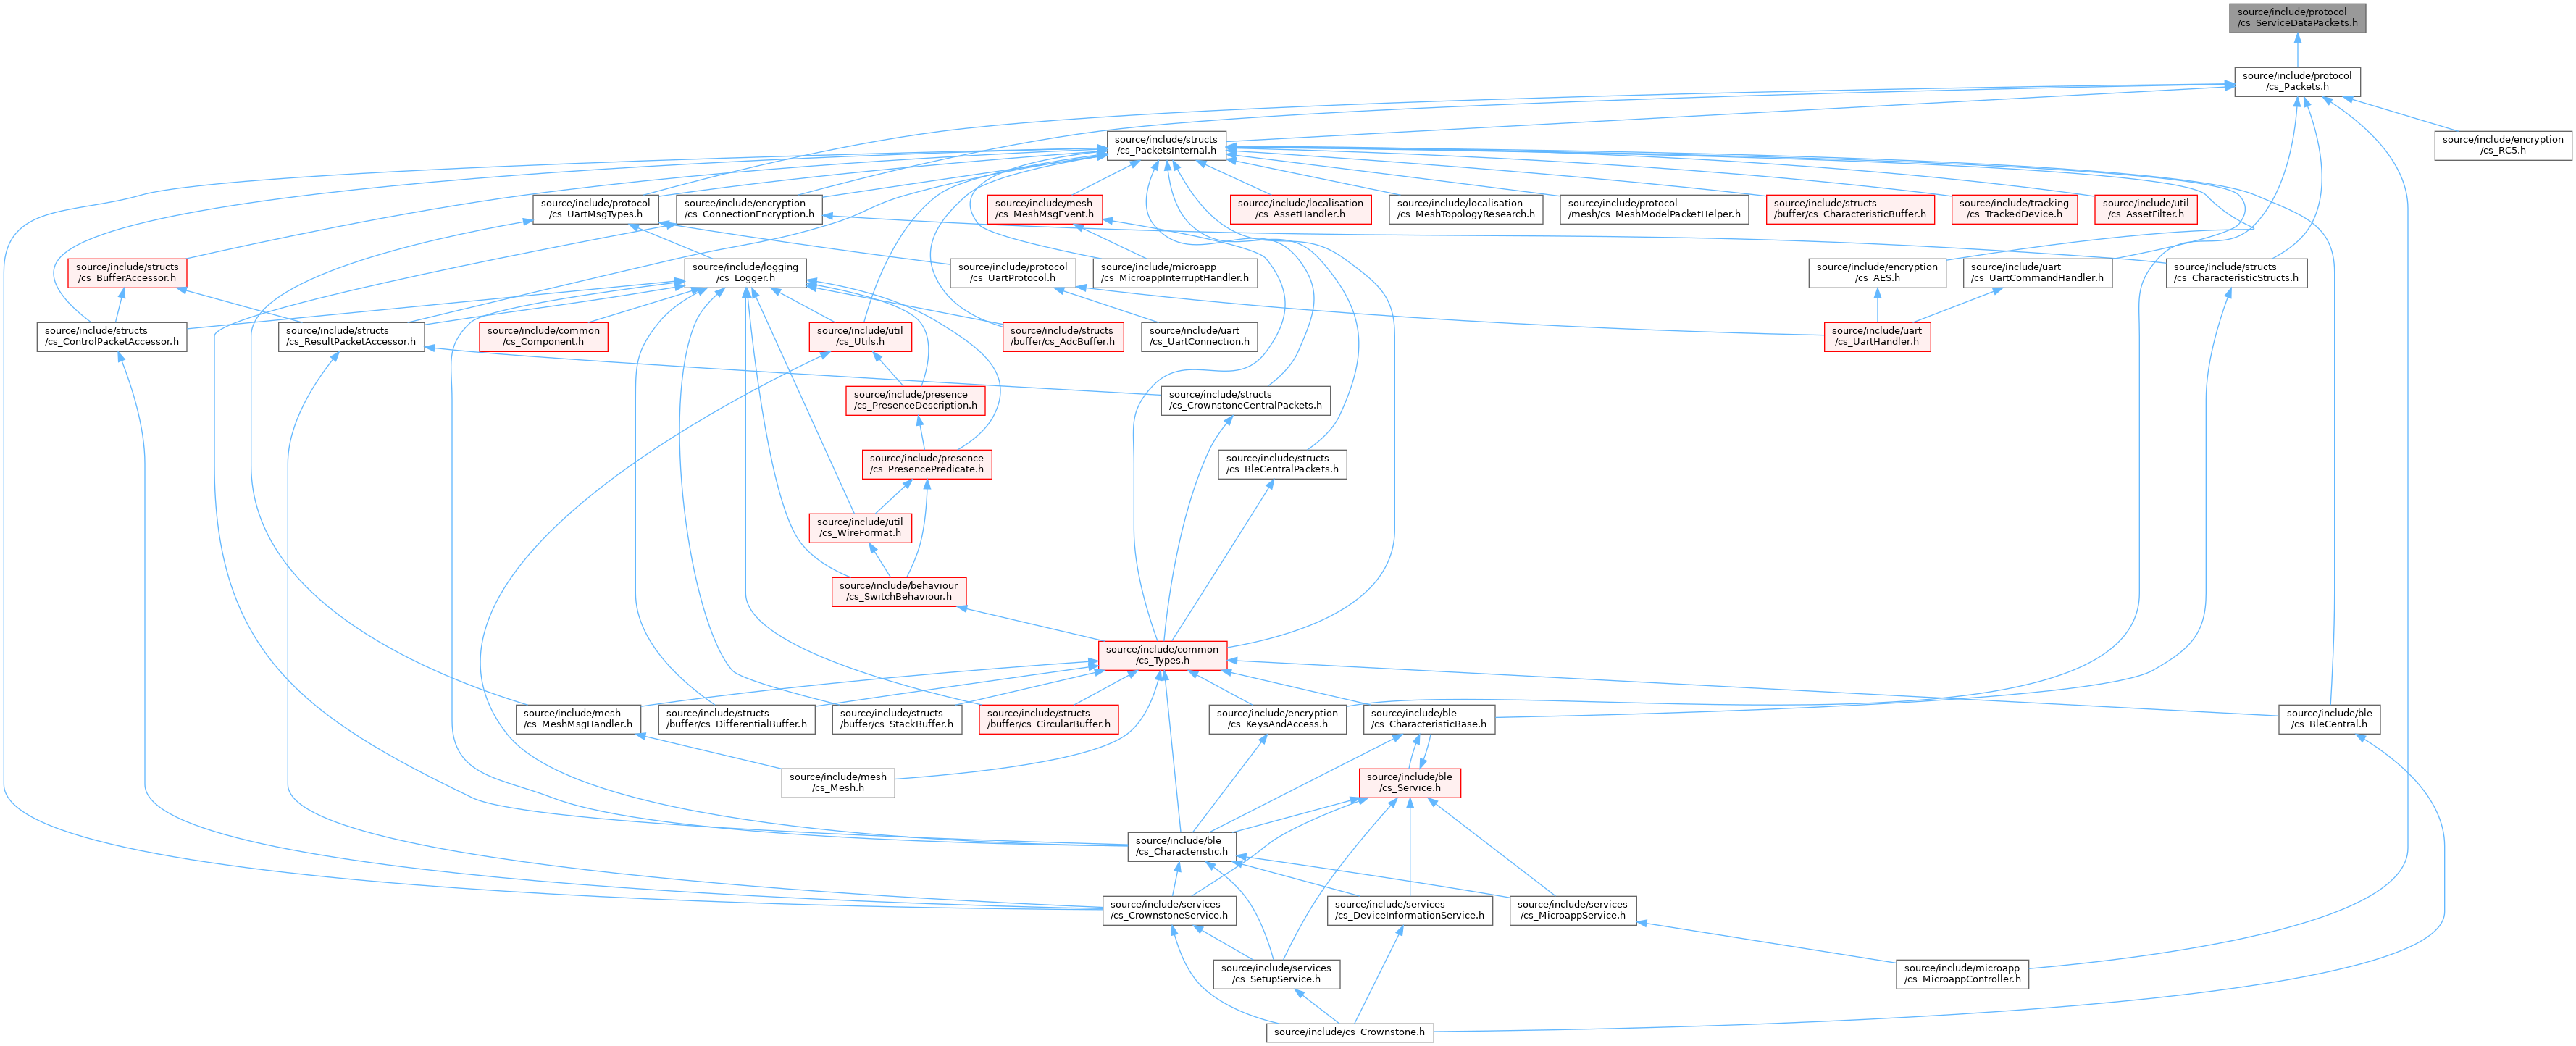 source/include/protocol
/cs_ServiceDataPackets.h
source/include/protocol
/cs_Packets.h
source/include/structs
/cs_PacketsInternal.h
source/include/encryption
/cs_RC5.h
source/include/protocol
/cs_UartMsgTypes.h
source/include/encryption
/cs_ConnectionEncryption.h
source/include/mesh
/cs_MeshMsgEvent.h
source/include/localisation
/cs_AssetHandler.h
source/include/localisation
/cs_MeshTopologyResearch.h
source/include/protocol
/mesh/cs_MeshModelPacketHelper.h
source/include/structs
/buffer/cs_CharacteristicBuffer.h
source/include/tracking
/cs_TrackedDevice.h
source/include/util
/cs_AssetFilter.h
source/include/structs
/cs_BufferAccessor.h
source/include/logging
/cs_Logger.h
source/include/protocol
/cs_UartProtocol.h
source/include/microapp
/cs_MicroappInterruptHandler.h
source/include/encryption
/cs_AES.h
source/include/uart
/cs_UartCommandHandler.h
source/include/structs
/cs_CharacteristicStructs.h
source/include/structs
/cs_ControlPacketAccessor.h
source/include/structs
/cs_ResultPacketAccessor.h
source/include/common
/cs_Component.h
source/include/util
/cs_Utils.h
source/include/structs
/buffer/cs_AdcBuffer.h
source/include/uart
/cs_UartConnection.h
source/include/uart
/cs_UartHandler.h
source/include/presence
/cs_PresenceDescription.h
source/include/structs
/cs_CrownstoneCentralPackets.h
source/include/presence
/cs_PresencePredicate.h
source/include/structs
/cs_BleCentralPackets.h
source/include/util
/cs_WireFormat.h
source/include/behaviour
/cs_SwitchBehaviour.h
source/include/common
/cs_Types.h
source/include/mesh
/cs_MeshMsgHandler.h
source/include/structs
/buffer/cs_DifferentialBuffer.h
source/include/structs
/buffer/cs_StackBuffer.h
source/include/structs
/buffer/cs_CircularBuffer.h
source/include/encryption
/cs_KeysAndAccess.h
source/include/ble
/cs_CharacteristicBase.h
source/include/ble
/cs_BleCentral.h
source/include/mesh
/cs_Mesh.h
source/include/ble
/cs_Service.h
source/include/ble
/cs_Characteristic.h
source/include/services
/cs_CrownstoneService.h
source/include/services
/cs_DeviceInformationService.h
source/include/services
/cs_MicroappService.h
source/include/services
/cs_SetupService.h
source/include/microapp
/cs_MicroappController.h
source/include/cs_Crownstone.h